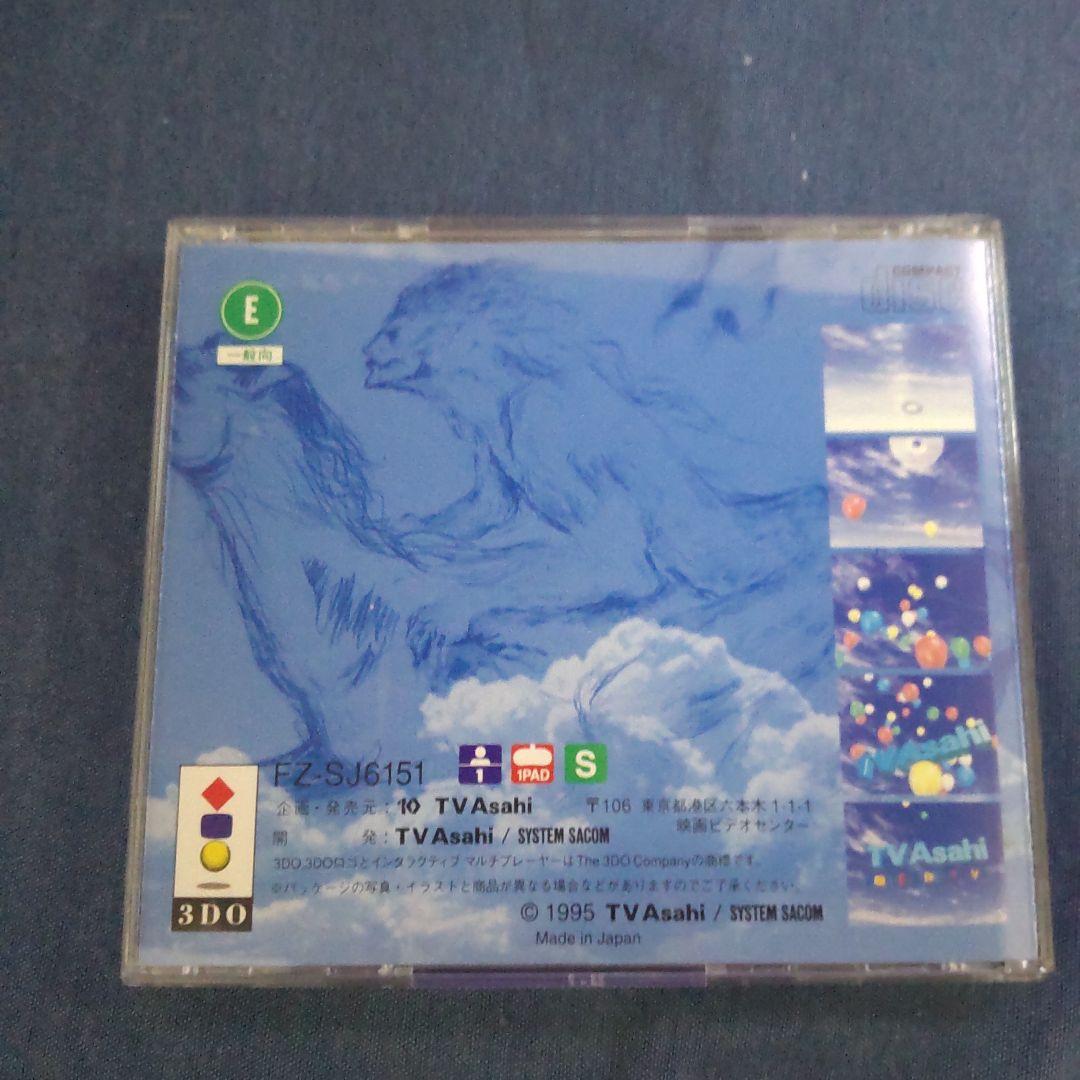 E
一般向
COMPACT
disc
TVAsahi
TVAsahi
FZ-SJ6151
1
1PAD
S
企画・発売元：10 TVAsahi 〒106 東京都港区六本木1-1-1
映画ビデオセンター
開 発：TVAsahi / SYSTEM SACOM
3DO,3DOロゴとインタラクティブ マルチプレーヤーはThe 3DO Companyの商標です。
※パッケージの写真・イラストと商品が異なる場合などがありますのでご了承ください。
© 1995 TVAsahi / SYSTEM SACOM
Made in Japan
3DO